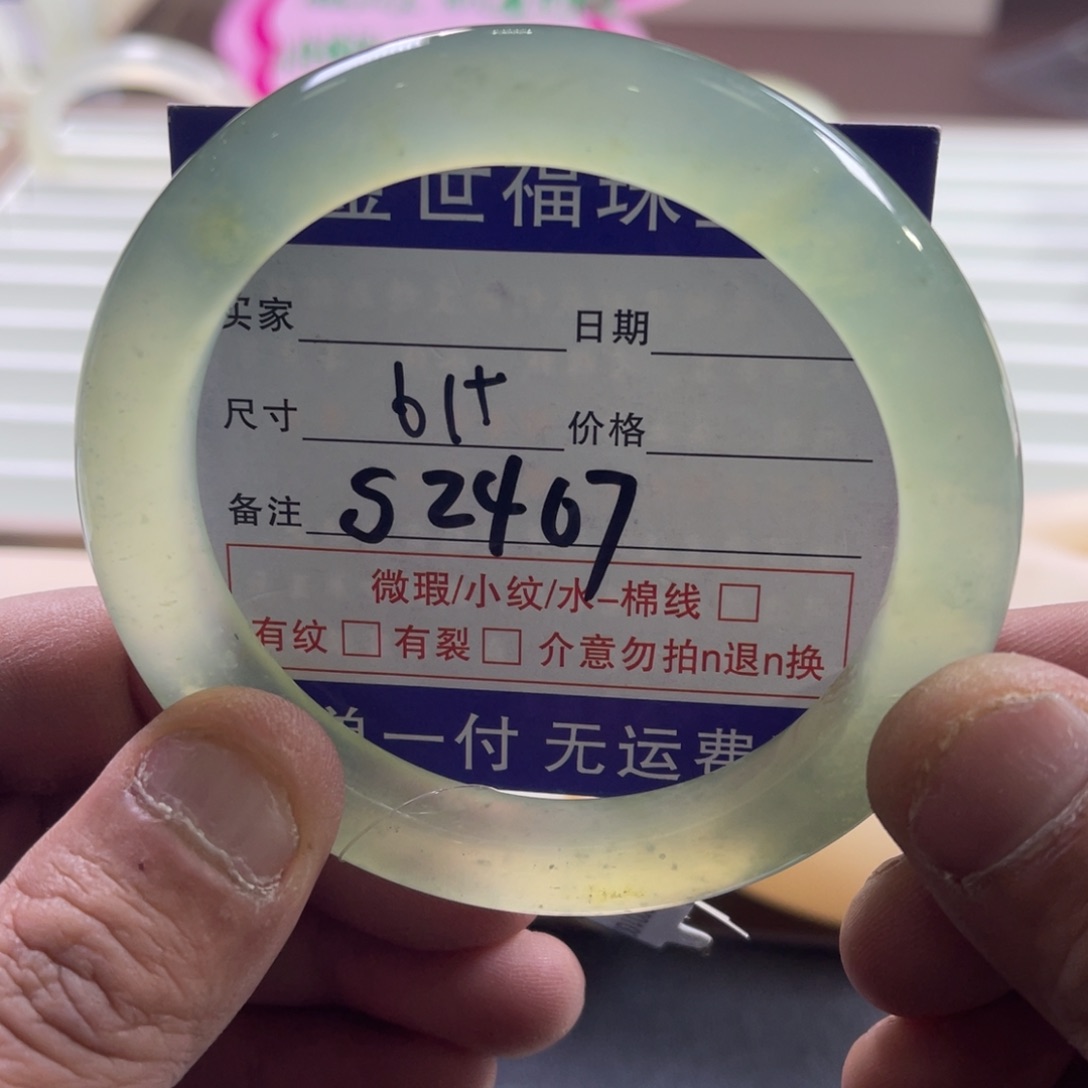 金世福珠
买家 日期
尺寸 61+ 价格
备注 S2407
微瑕/小纹/水-棉线 □
有纹 □ 有裂 □ 介意勿拍n退n换
单一付 无运费